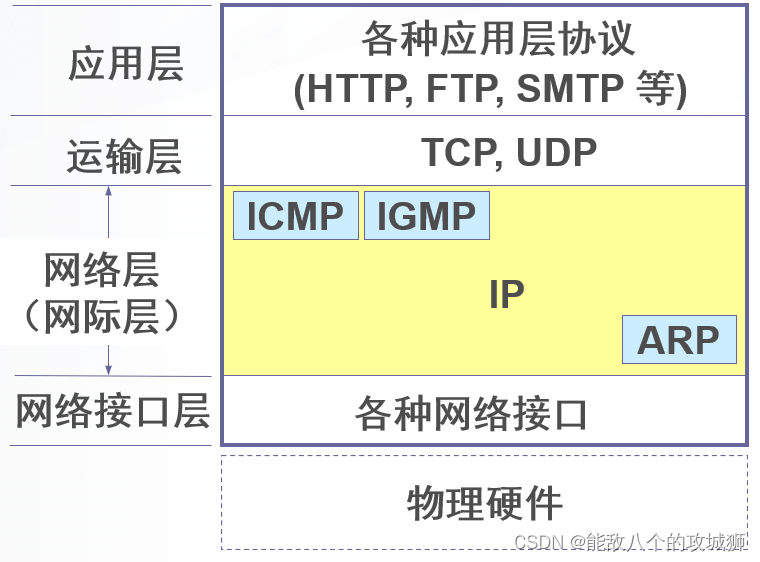 应用层
各种应用层协议
(HTTP, FTP, SMTP 等)
运输层
TCP, UDP
网络层
（网际层）
ICMP
IGMP
IP
ARP
网络接口层
各种网络接口
物理硬件
CSDN @能敌八个的攻城狮